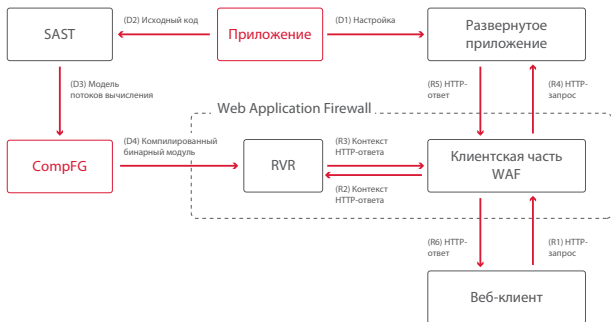 SAST
(D2) Исходный код
Приложение
(D1) Настройка
Развернутое
приложение
(D3) Модель
потоков вычисления
(R5) HTTP-
ответ
(R4) HTTP-
запрос
Web Application Firewall
CompFG
(D4) Компилированный
бинарный модуль
RVR
(R3) Контекст
HTTP-ответа
(R2) Контекст
HTTP-ответа
Клиентская часть
WAF
(R6) HTTP-
ответ
(R1) HTTP-
запрос
Веб-клиент